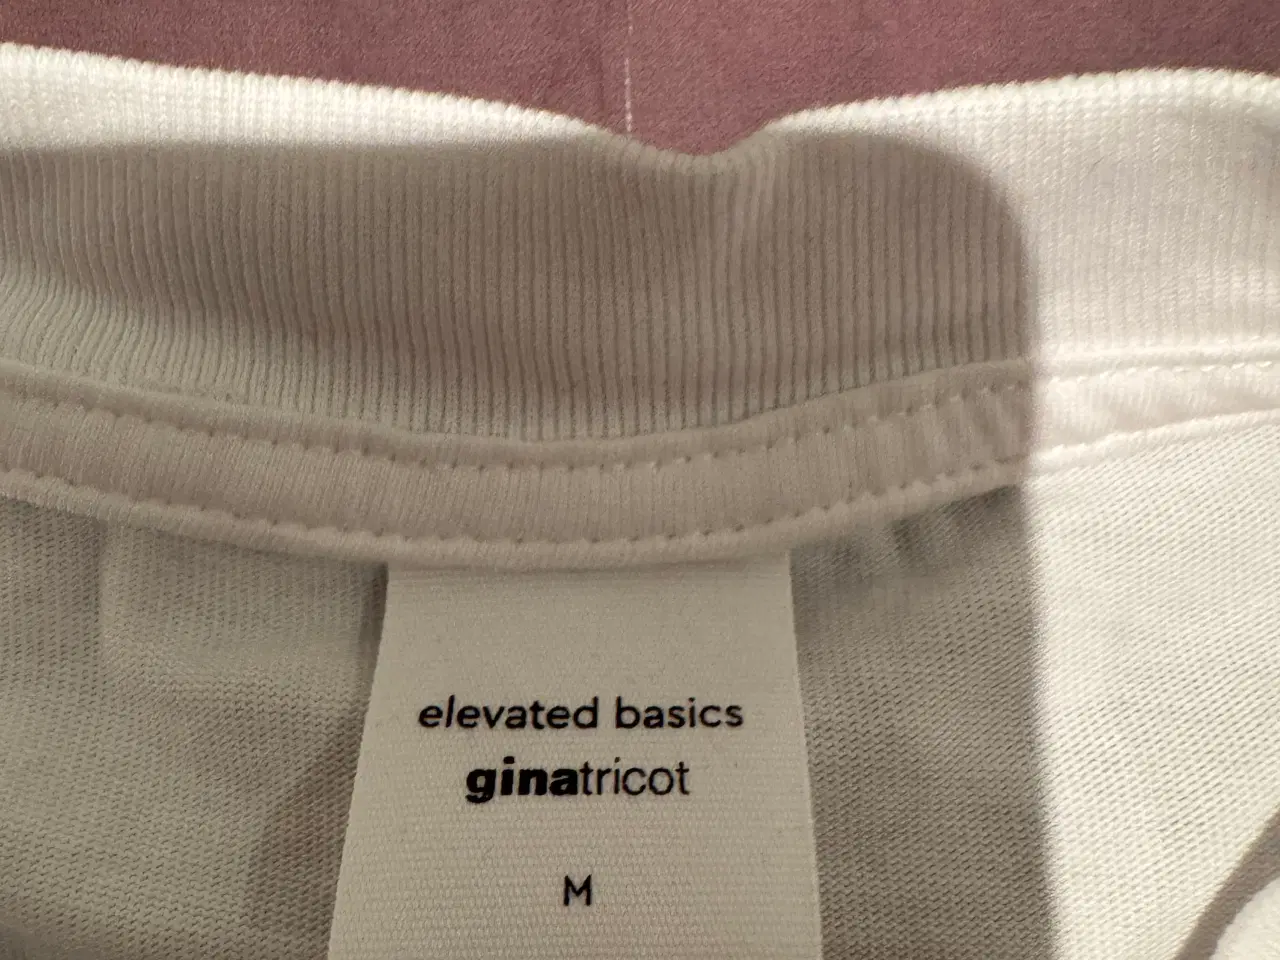 elevated basics
ginatricot
M